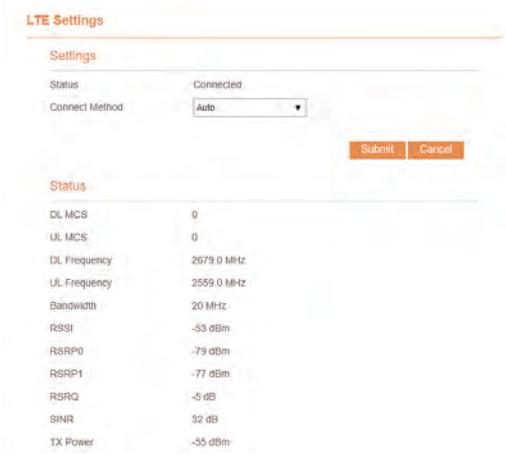 LTE Settings
Settings
Status Connected
Connect Method Auto
Submit Cancel
Status
DL MCS 0
UL MCS 0
DL Frequency 2679.0 MHz
UL Frequency 2559.0 MHz
Bandwidth 20 MHz
RSSI -53 dBm
RSRP0 -79 dBm
RSRP1 -77 dBm
RSRQ -5 dB
SINR 32 dB
TX Power -55 dBm